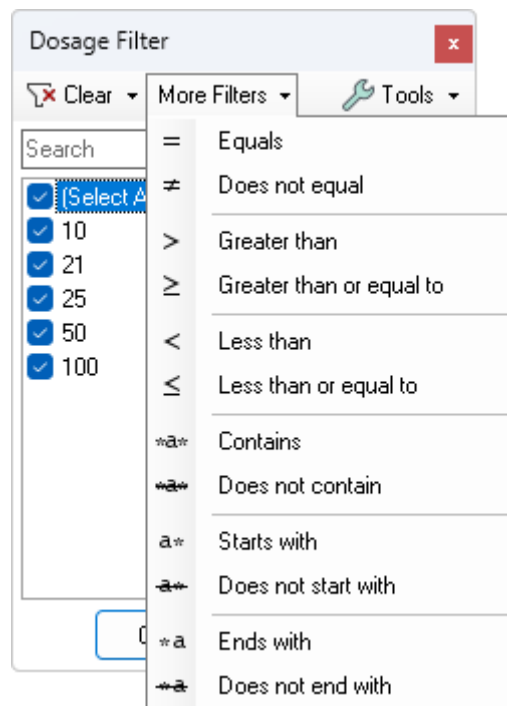 Dosage Filter
x
Clear
More Filters
Tools
Search
(Select A
10
21
25
50
100
= Equals
≠ Does not equal
> Greater than
≥ Greater than or equal to
< Less than
≤ Less than or equal to
*a* Contains
*a* Does not contain
a* Starts with
a* Does not start with
*a Ends with
*a Does not end with